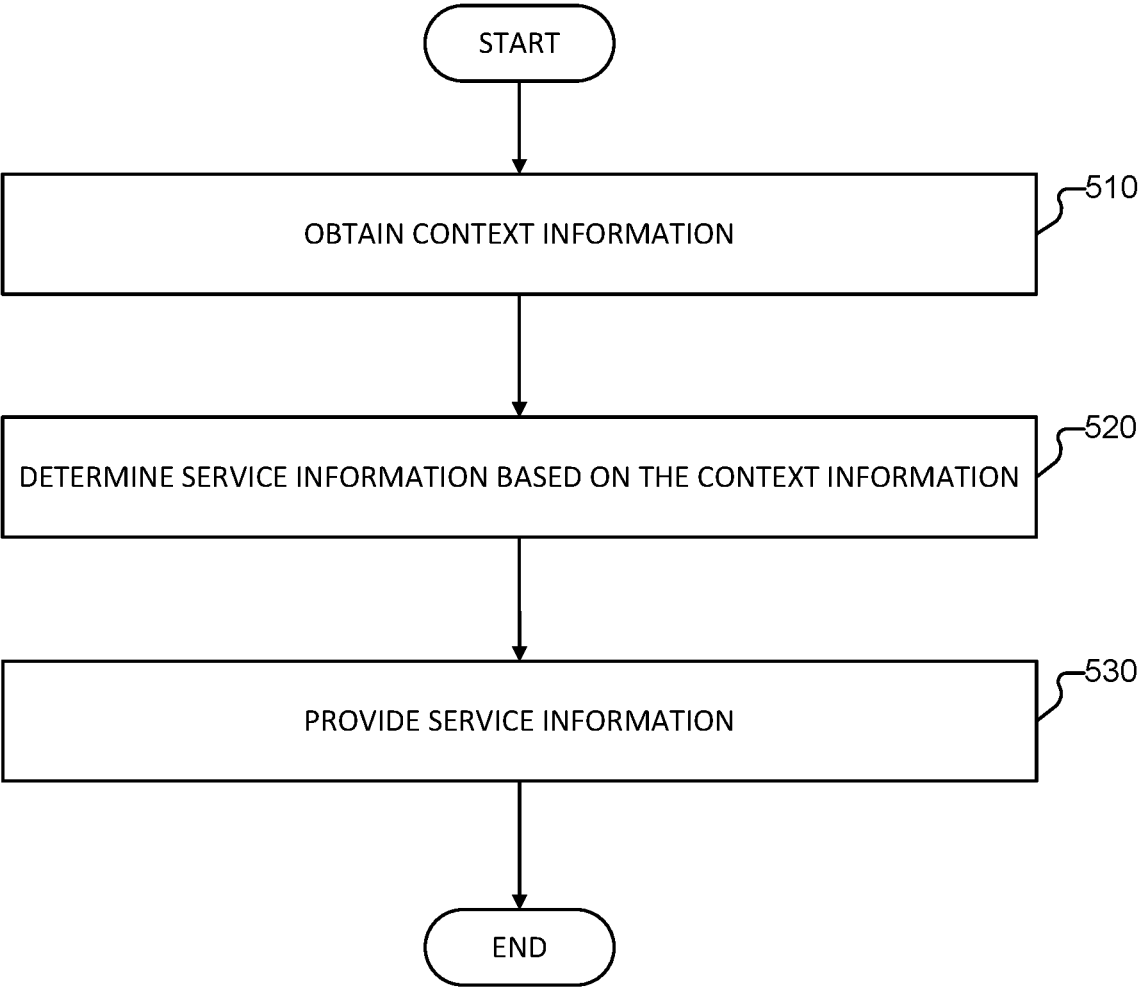 START
OBTAIN CONTEXT INFORMATION
510
DETERMINE SERVICE INFORMATION BASED ON THE CONTEXT INFORMATION
520
PROVIDE SERVICE INFORMATION
530
END